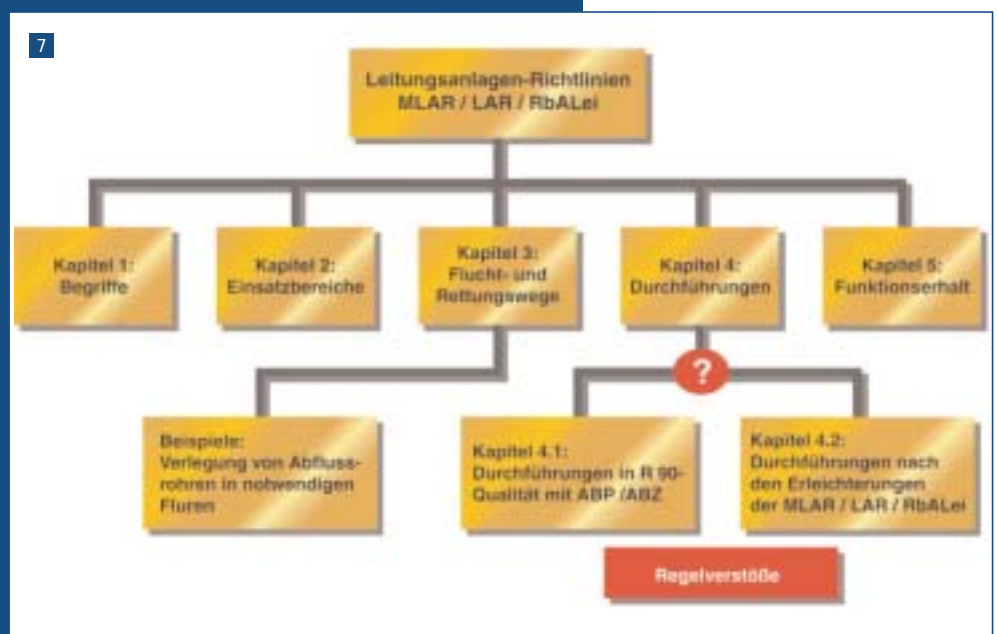 7
Leitungsanlagen-Richtlinien
MLAR / LAR / RbALei
Kapitel 1:
Begriffe
Kapitel 2:
Einsatzbereiche
Kapitel 3:
Flucht- und
Rettungswege
Kapitel 4:
Durchführungen
Kapitel 5:
Funktionserhalt
?
Beispiele:
Verlegung von Abfluss-
rohren in notwendigen
Fluren
Kapitel 4.1:
Durchführungen in R 90-
Qualität mit ABP /ABZ
Kapitel 4.2:
Durchführungen nach
den Erleichterungen
der MLAR / LAR / RbALei
Regelverstöße